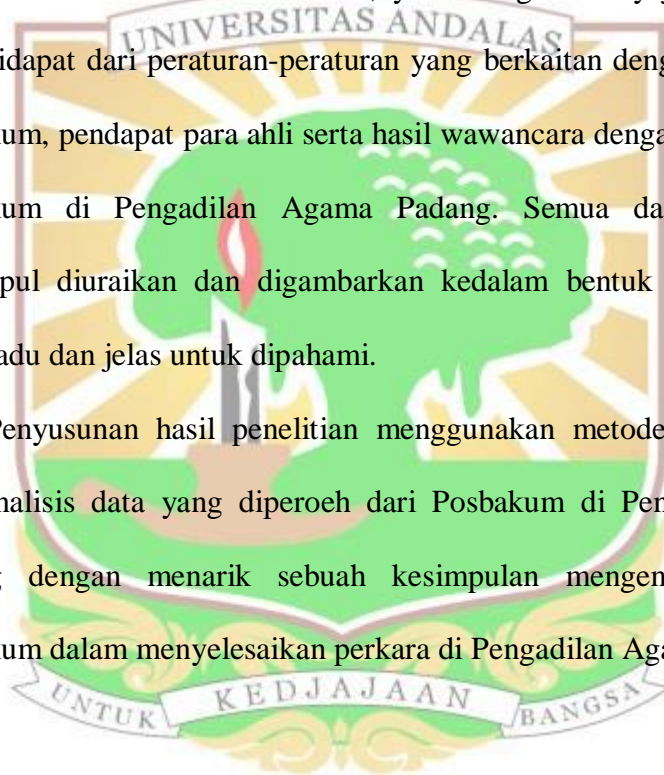 UNIVERSITAS ANDALAS
idapat dari peraturan-peraturan yang berkaitan deng
kum, pendapat para ahli serta hasil wawancara denga
kum di Pengadilan Agama Padang. Semua da
pul diuraikan dan digambarkan kedalam bentuk
adu dan jelas untuk dipahami.
Penyusunan hasil penelitian menggunakan metode
nalisis data yang diperoeh dari Posbakum di Pen
dengan menarik sebuah kesimpulan mengen
kum dalam menyelesaikan perkara di Pengadilan Aga
UNTUK KEDJAJAAN BANGSA